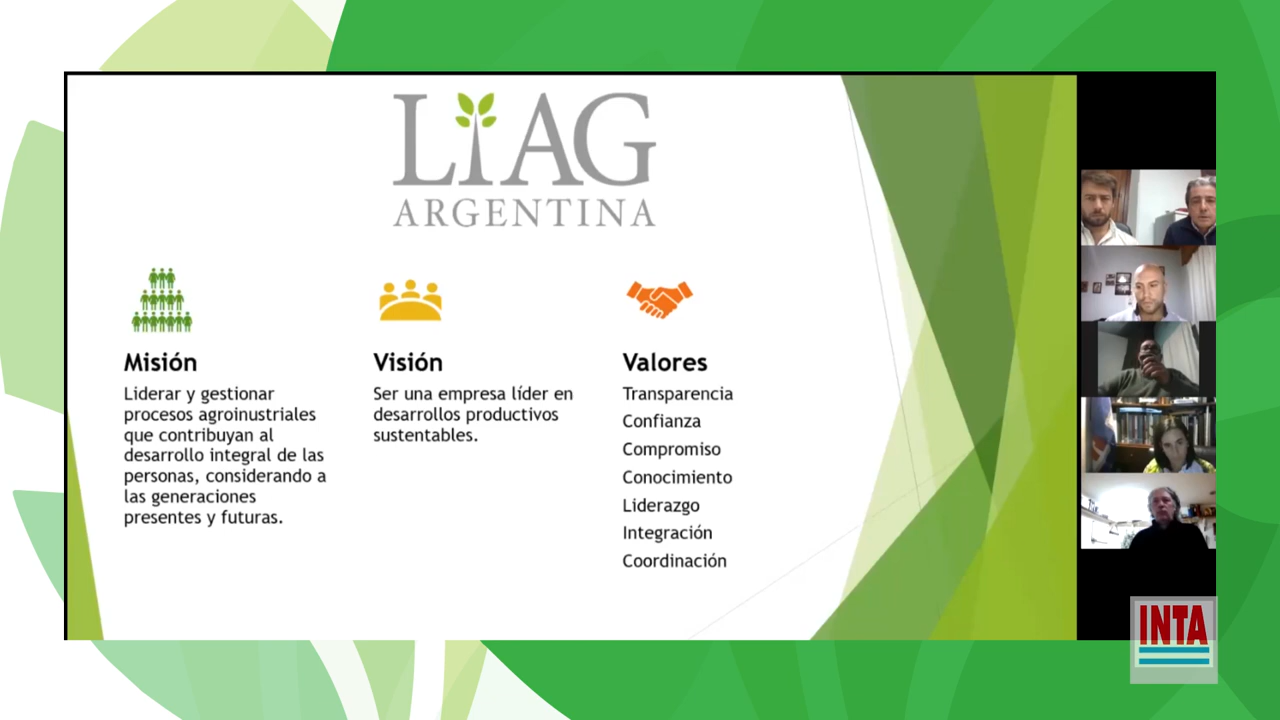 LIAG
ARGENTINA
Misión
Liderar y gestionar
procesos agroinustriales
que contribuyan al
desarrollo integral de las
personas, considerando a
las generaciones
presentes y futuras.
Visión
Ser una empresa líder en
desarrollos productivos
sustentables.
Valores
Transparencia
Confianza
Compromiso
Conocimiento
Liderazgo
Integración
Coordinación
INTA